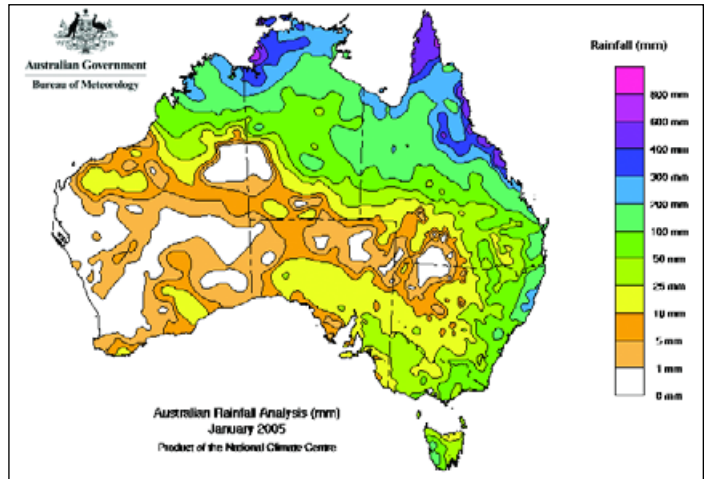 Australian Government
Bureau of Meteorology
Rainfall (mm)
800 mm
600 mm
400 mm
300 mm
200 mm
100 mm
50 mm
25 mm
10 mm
5 mm
1 mm
0 mm
Australian Rainfall Analysis (mm)
January 2005
Product of the National Climate Centre